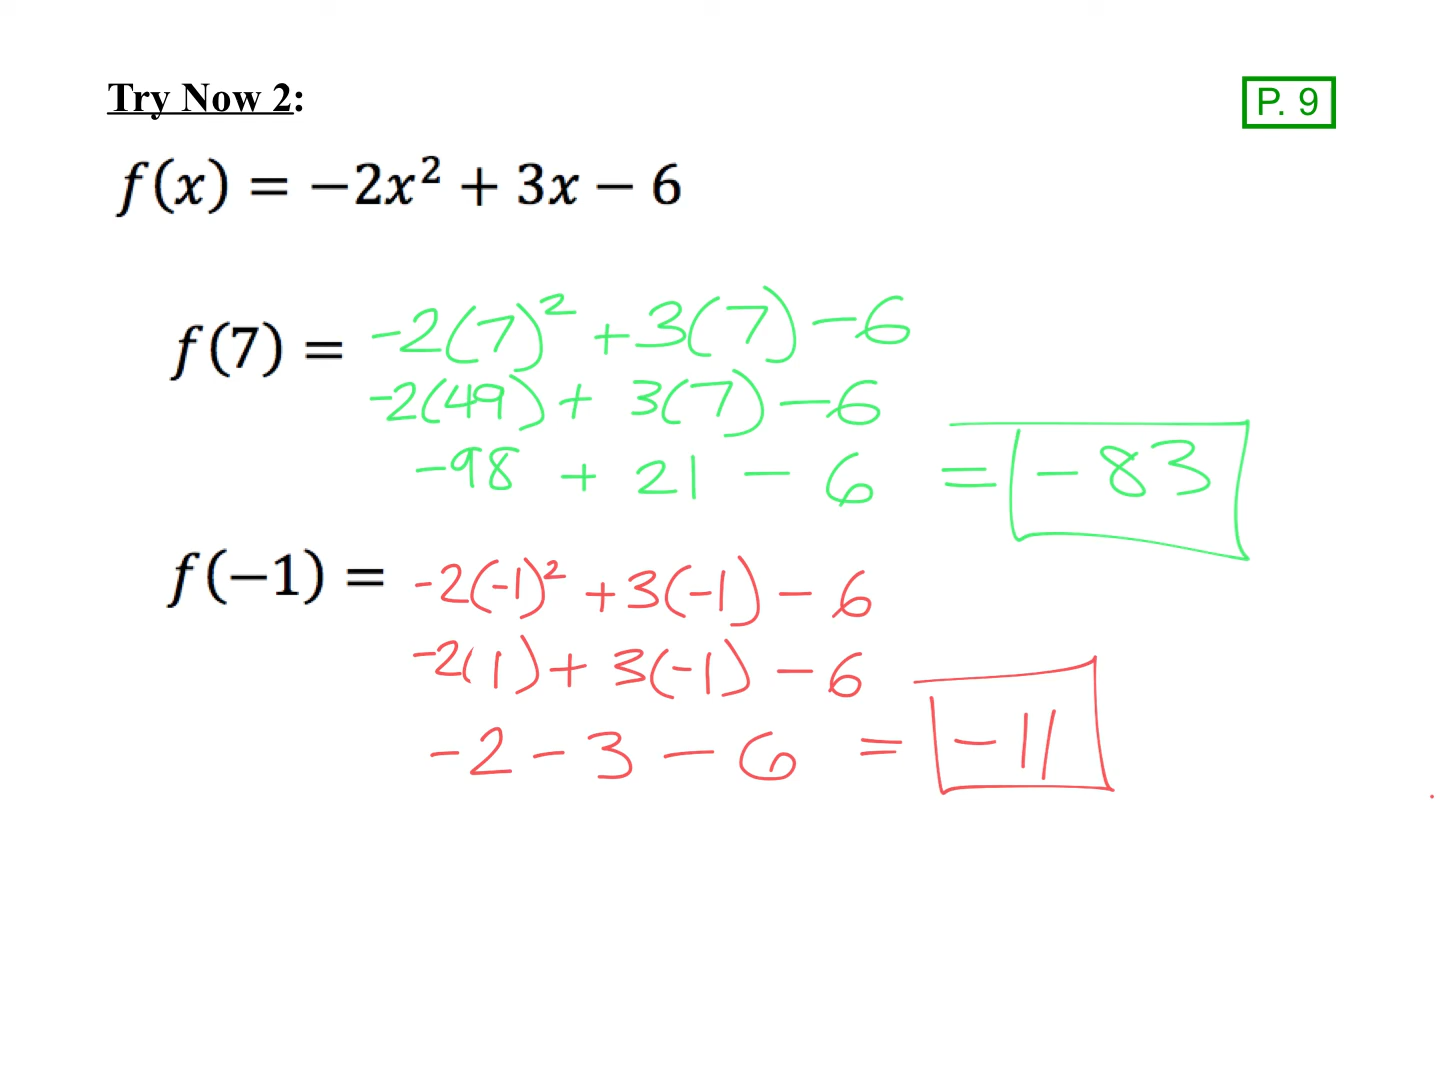 Try Now 2:
P. 9
f(x) = −2x² + 3x − 6
f(7) = -2(7)² + 3(7) - 6
-2(49) + 3(7) - 6
-98 + 21 - 6 = -83
f(−1) = -2(-1)² + 3(-1) - 6
-2(1) + 3(-1) - 6
-2 - 3 - 6 = -11